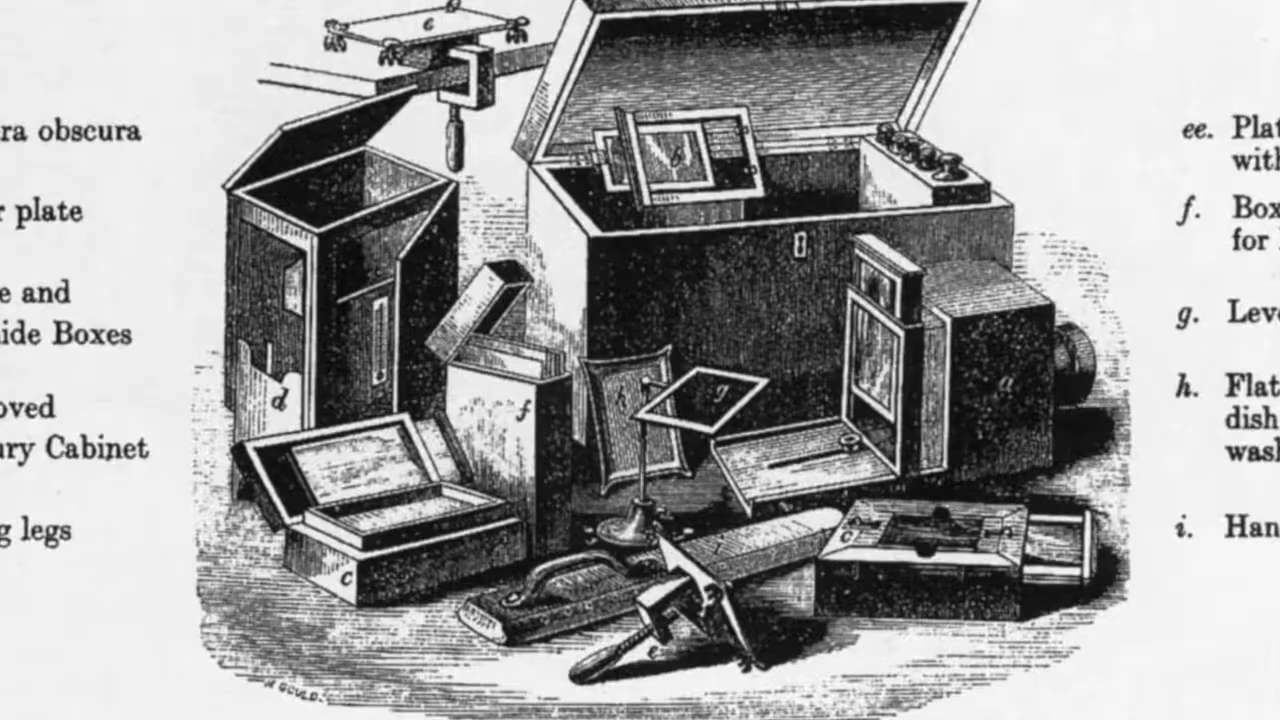 ra obscura
r plate
e and
ide Boxes
oved
ry Cabinet
g legs
e
b
d
f
h
g
a
c
c
i
e
GOULD.
ee. Plat
with
f. Box
for
g. Leve
h. Flat
dish
wash
i. Han